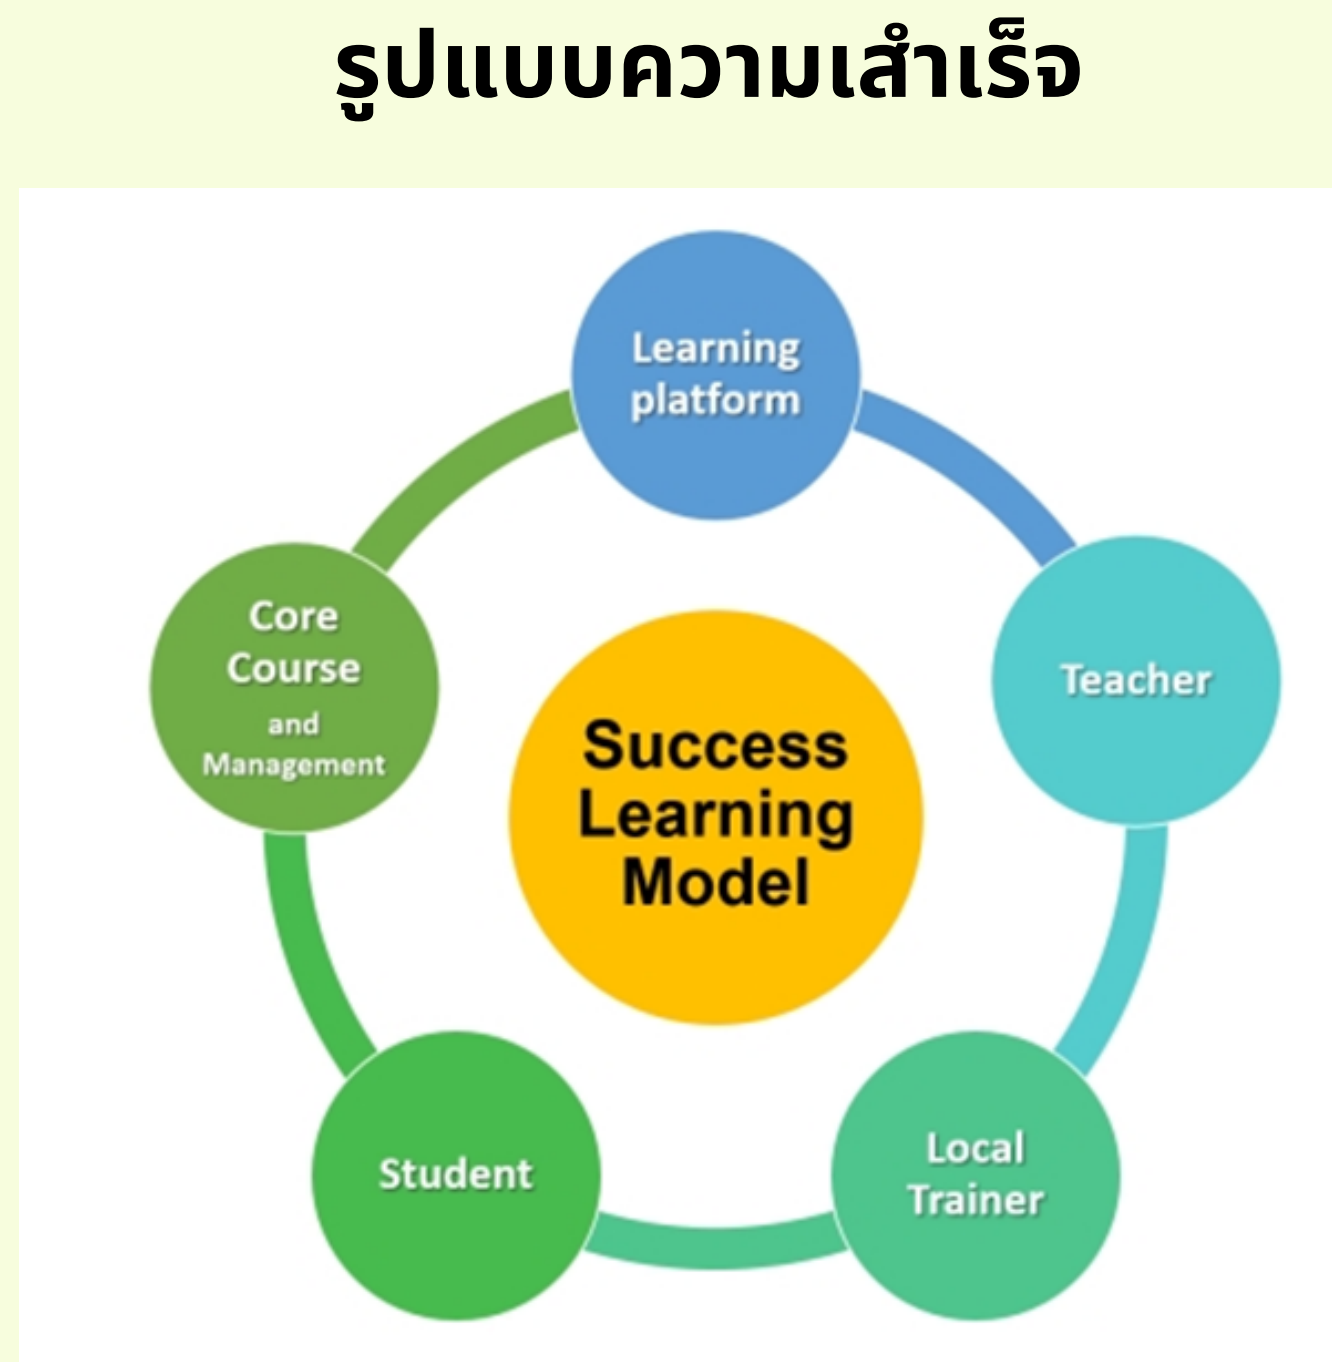 รูปแบบความสำเร็จ
Learning
platform
Teacher
Local
Trainer
Student
Core
Course
and
Management
Success
Learning
Model